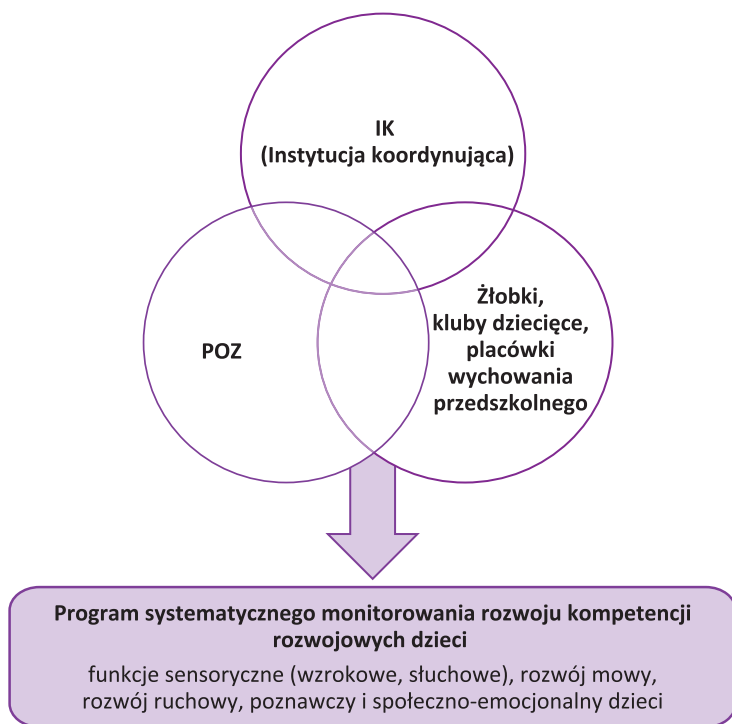 IK
(Instytucja koordynująca)
POZ
Żłobki,
kluby dziecięce,
placówki
wychowania
przedszkolnego
Program systematycznego monitorowania rozwoju kompetencji
rozwojowych dzieci
funkcje sensoryczne (wzrokowe, słuchowe), rozwój mowy,
rozwój ruchowy, poznawczy i społeczno-emocjonalny dzieci